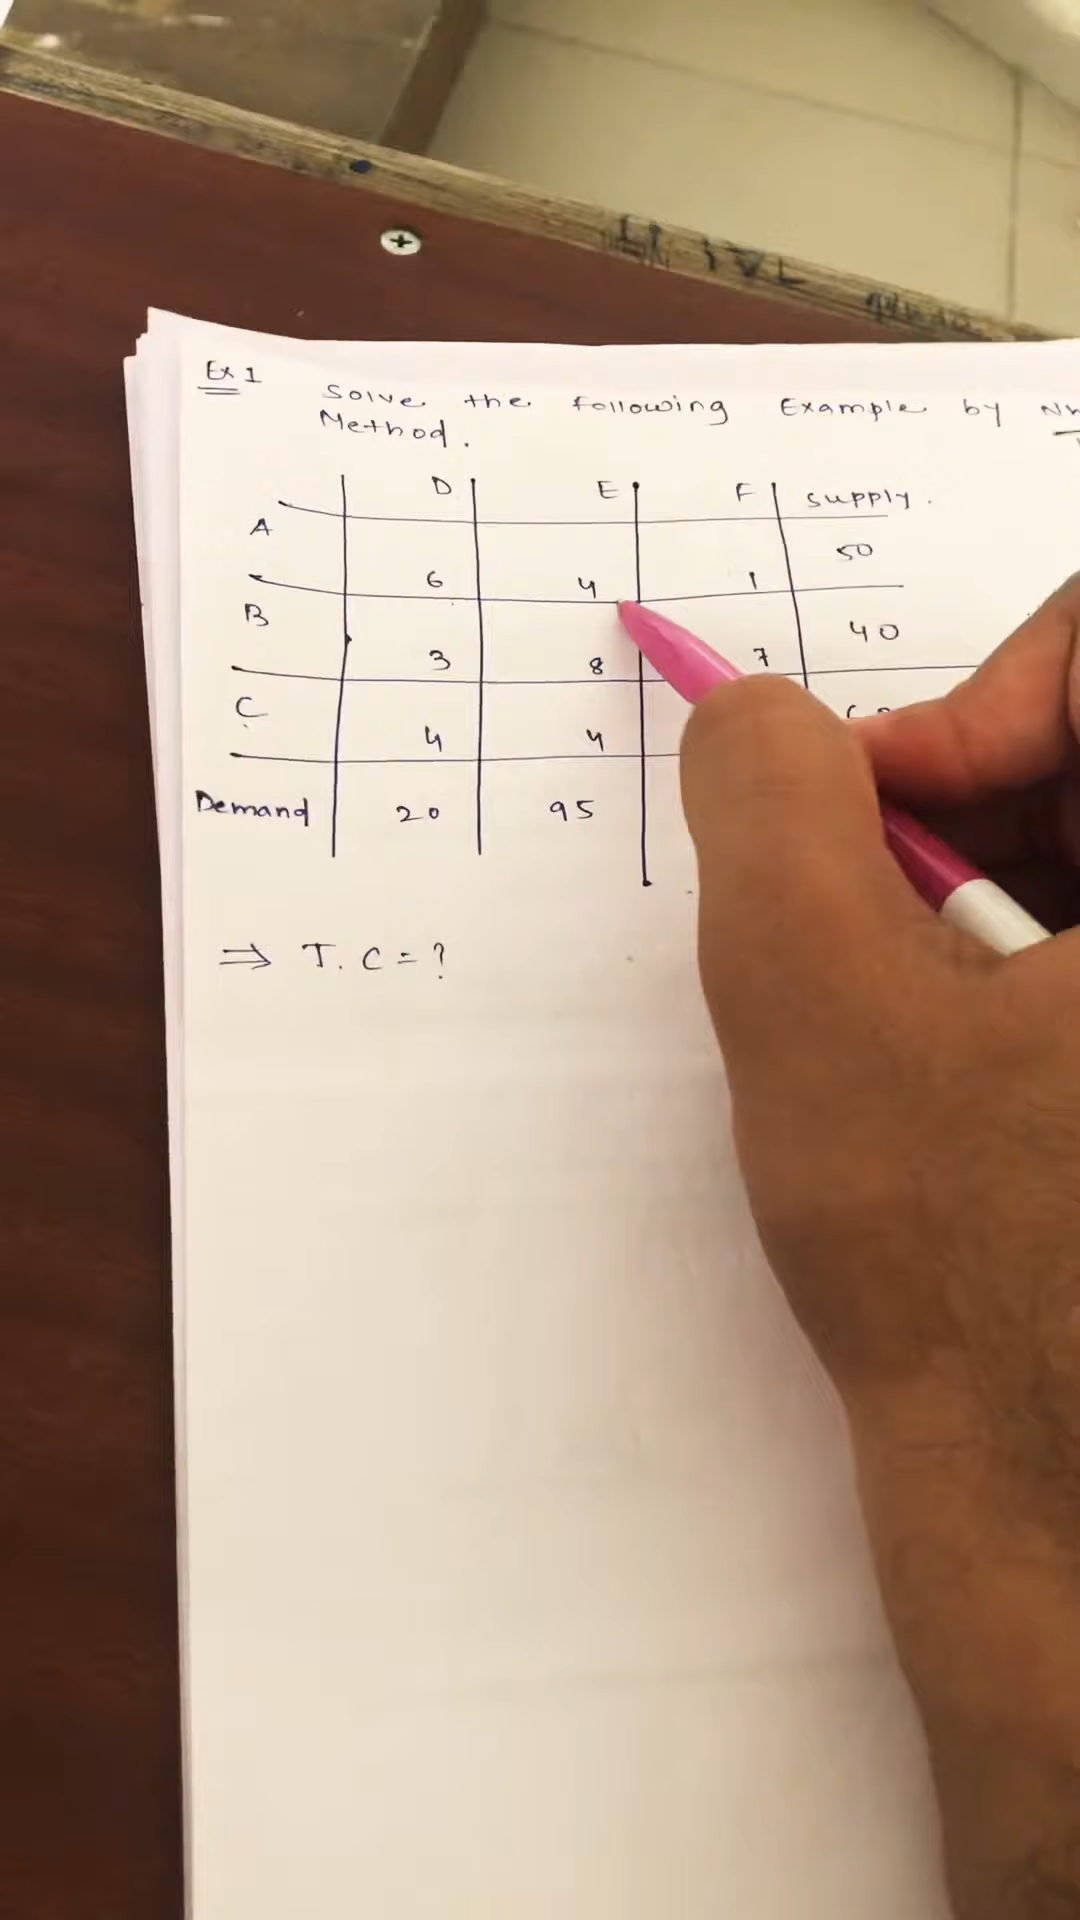 Ex 1
Solve the following Example by
Method.
D E F Supply.
A 6 4 1 50
B 3 8 7 40
C 4 4
Demand 20 95
⇒ T. C = ?